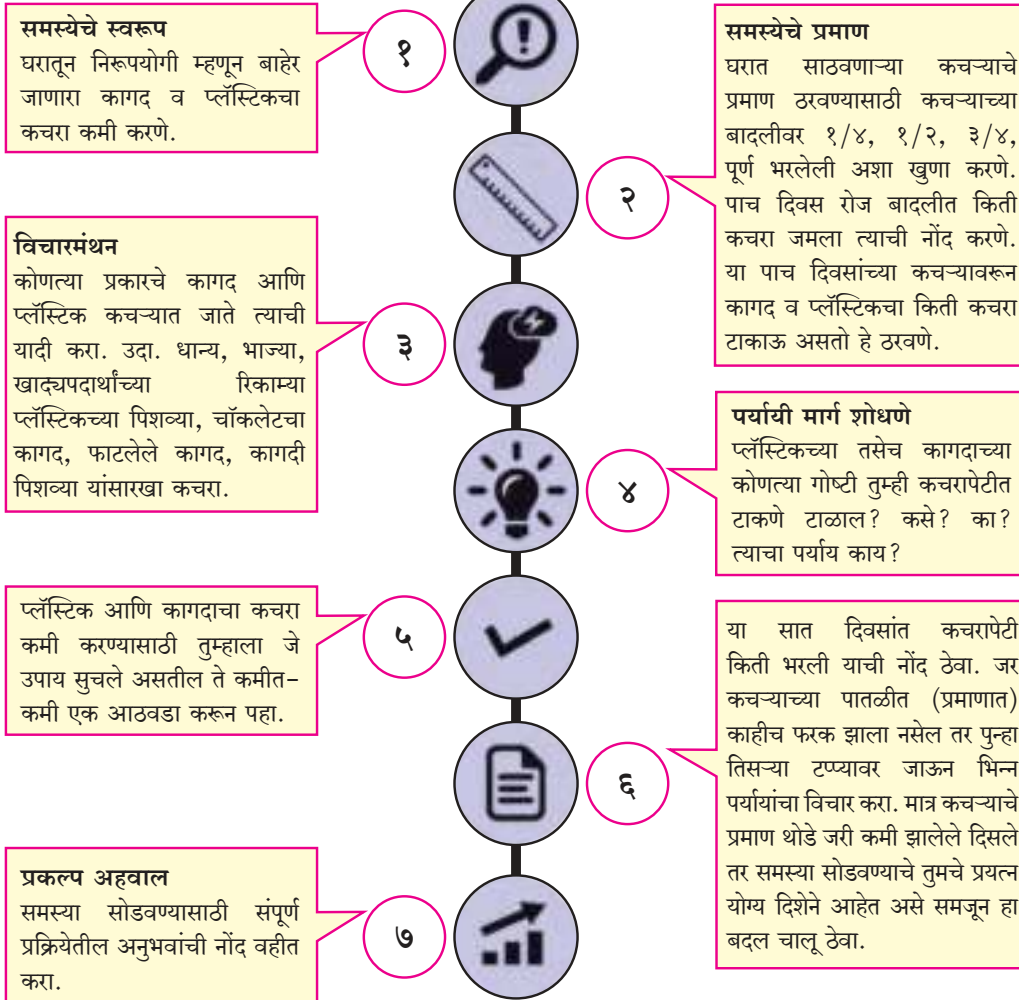 समस्येचे स्वरूप
घरातून निरूपयोगी म्हणून बाहेर
जाणारा कागद व प्लॅस्टिकचा
कचरा कमी करणे.
१
समस्येचे प्रमाण
घरात साठवणाऱ्या कचऱ्याचे
प्रमाण ठरवण्यासाठी कचऱ्याच्या
बादलीवर १/४, १/२, ३/४,
पूर्ण भरलेली अशा खुणा करणे.
पाच दिवस रोज बादलीत किती
कचरा जमला त्याची नोंद करणे.
या पाच दिवसांच्या कचऱ्यावरून
कागद व प्लॅस्टिकचा किती कचरा
टाकाऊ असतो हे ठरवणे.
२
विचारमंथन
कोणत्या प्रकारचे कागद आणि
प्लॅस्टिक कचऱ्यात जाते त्याची
यादी करा. उदा. धान्य, भाज्या,
खाद्यपदार्थांच्या रिकाम्या
प्लॅस्टिकच्या पिशव्या, चॉकलेटचा
कागद, फाटलेले कागद, कागदी
पिशव्या यांसारखा कचरा.
३
पर्यायी मार्ग शोधणे
प्लॅस्टिकच्या तसेच कागदाच्या
कोणत्या गोष्टी तुम्ही कचरापेटीत
टाकणे टाळाल? कसे? का?
त्याचा पर्याय काय?
४
प्लॅस्टिक आणि कागदाचा कचरा
कमी करण्यासाठी तुम्हाला जे
उपाय सुचले असतील ते कमीत-
कमी एक आठवडा करून पहा.
५
या सात दिवसांत कचरापेटी
किती भरली याची नोंद ठेवा. जर
कचऱ्याच्या पातळीत (प्रमाणात)
काहीच फरक झाला नसेल तर पुन्हा
तिसऱ्या टप्प्यावर जाऊन भिन्न
पर्यायांचा विचार करा. मात्र कचऱ्याचे
प्रमाण थोडे जरी कमी झालेले दिसले
तर समस्या सोडवण्याचे तुमचे प्रयत्न
योग्य दिशेने आहेत असे समजून हा
बदल चालू ठेवा.
६
प्रकल्प अहवाल
समस्या सोडवण्यासाठी संपूर्ण
प्रक्रियेतील अनुभवांची नोंद वहीत
करा.
७